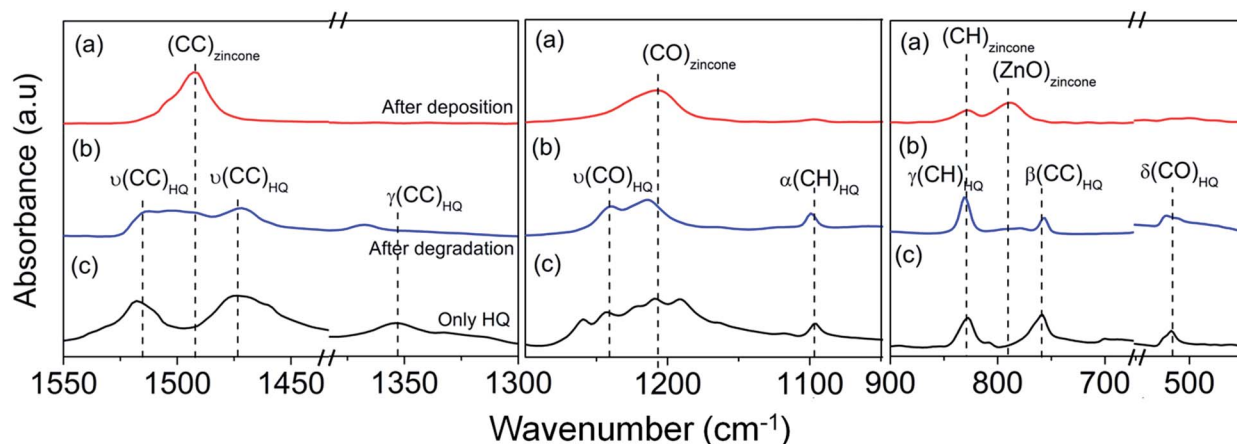 (a)
(CC)zincone
After deposition
(b)
υ(CC)HQ
υ(CC)HQ
γ(CC)HQ
After degradation
(c)
Only HQ
(a)
(CO)zincone
(b)
υ(CO)HQ
α(CH)HQ
(c)
(a)
(CH)zincone
(ZnO)zincone
(b)
γ(CH)HQ
β(CC)HQ
δ(CO)HQ
(c)
Absorbance (a.u)
1550 1500 1450 1350 1300 1200 1100 900 800 700 500
Wavenumber (cm-1)